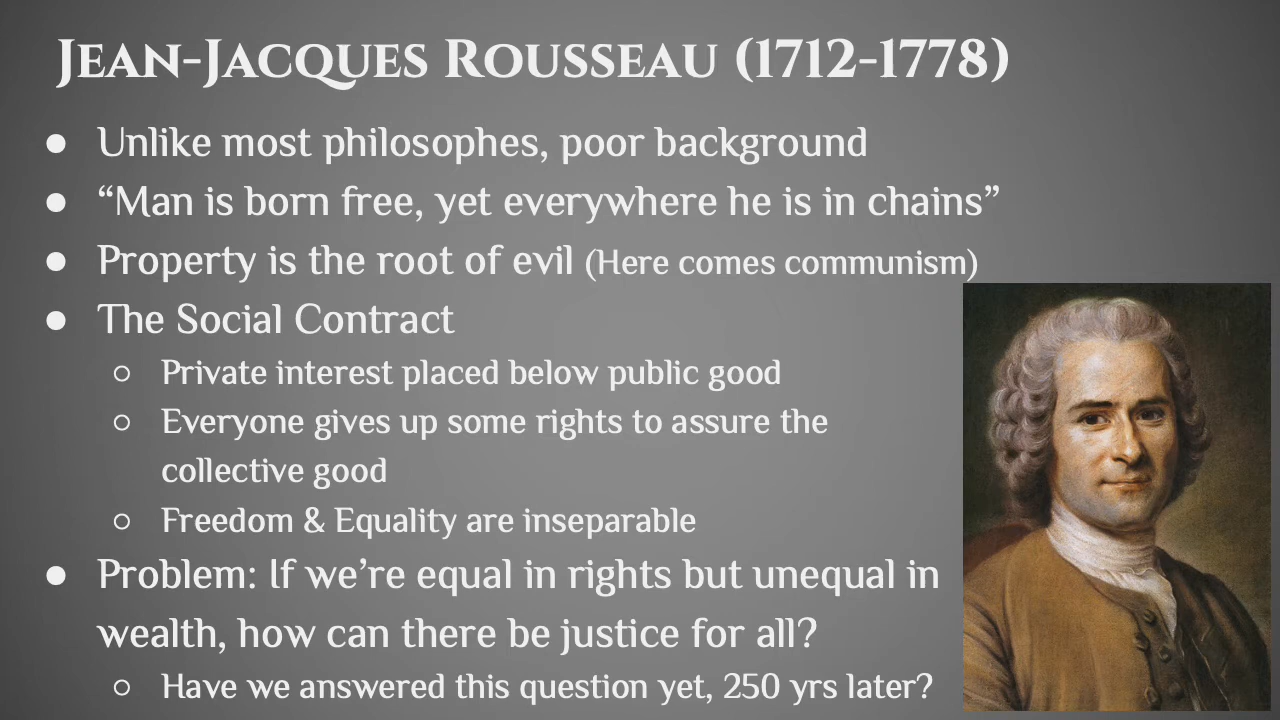 Jean-Jacques Rousseau (1712-1778)
● Unlike most philosophes, poor background
● “Man is born free, yet everywhere he is in chains”
● Property is the root of evil (Here comes communism)
● The Social Contract
○ Private interest placed below public good
○ Everyone gives up some rights to assure the
collective good
○ Freedom & Equality are inseparable
● Problem: If we’re equal in rights but unequal in
wealth, how can there be justice for all?
○ Have we answered this question yet, 250 yrs later?